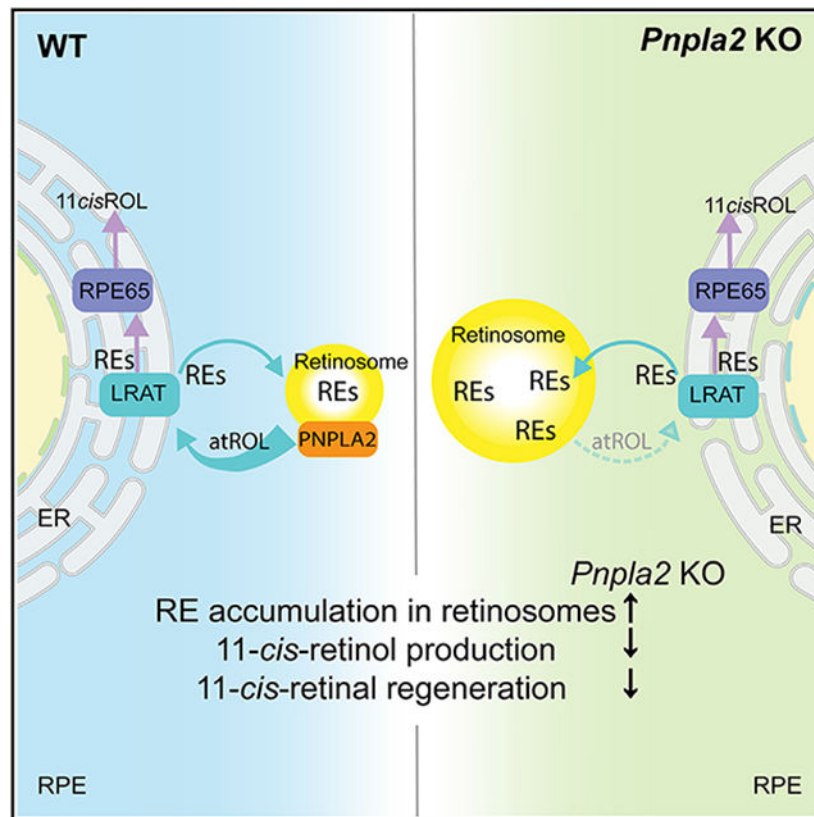 WT
11cisROL
RPE65
REs
LRAT
REs
Retinosome
REs
atROL
PNPLA2
ER
RPE
Pnpla2 KO
11cisROL
RPE65
REs
LRAT
REs
Retinosome
REs
REs
REs
atROL
ER
Pnpla2 KO
RE accumulation in retinosomes ↑
11-cis-retinol production ↓
11-cis-retinal regeneration ↓
RPE